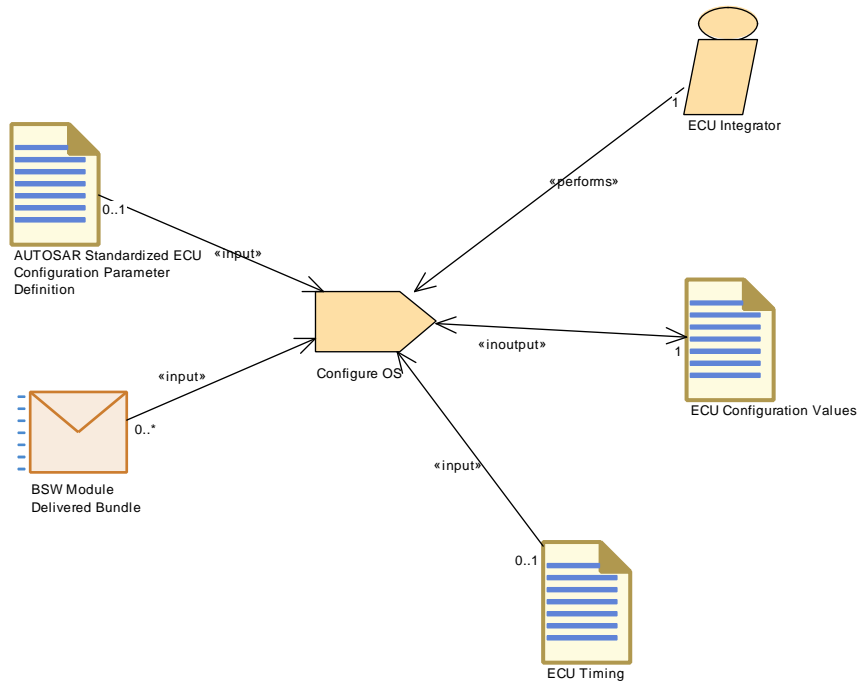 1
ECU Integrator
«performs»
0..1
AUTOSAR Standardized ECU
Configuration Parameter
Definition
«input»
«inoutput»
1
Configure OS
«input»
0..*
ECU Configuration Values
BSW Module
Delivered Bundle
«input»
0..1
ECU Timing